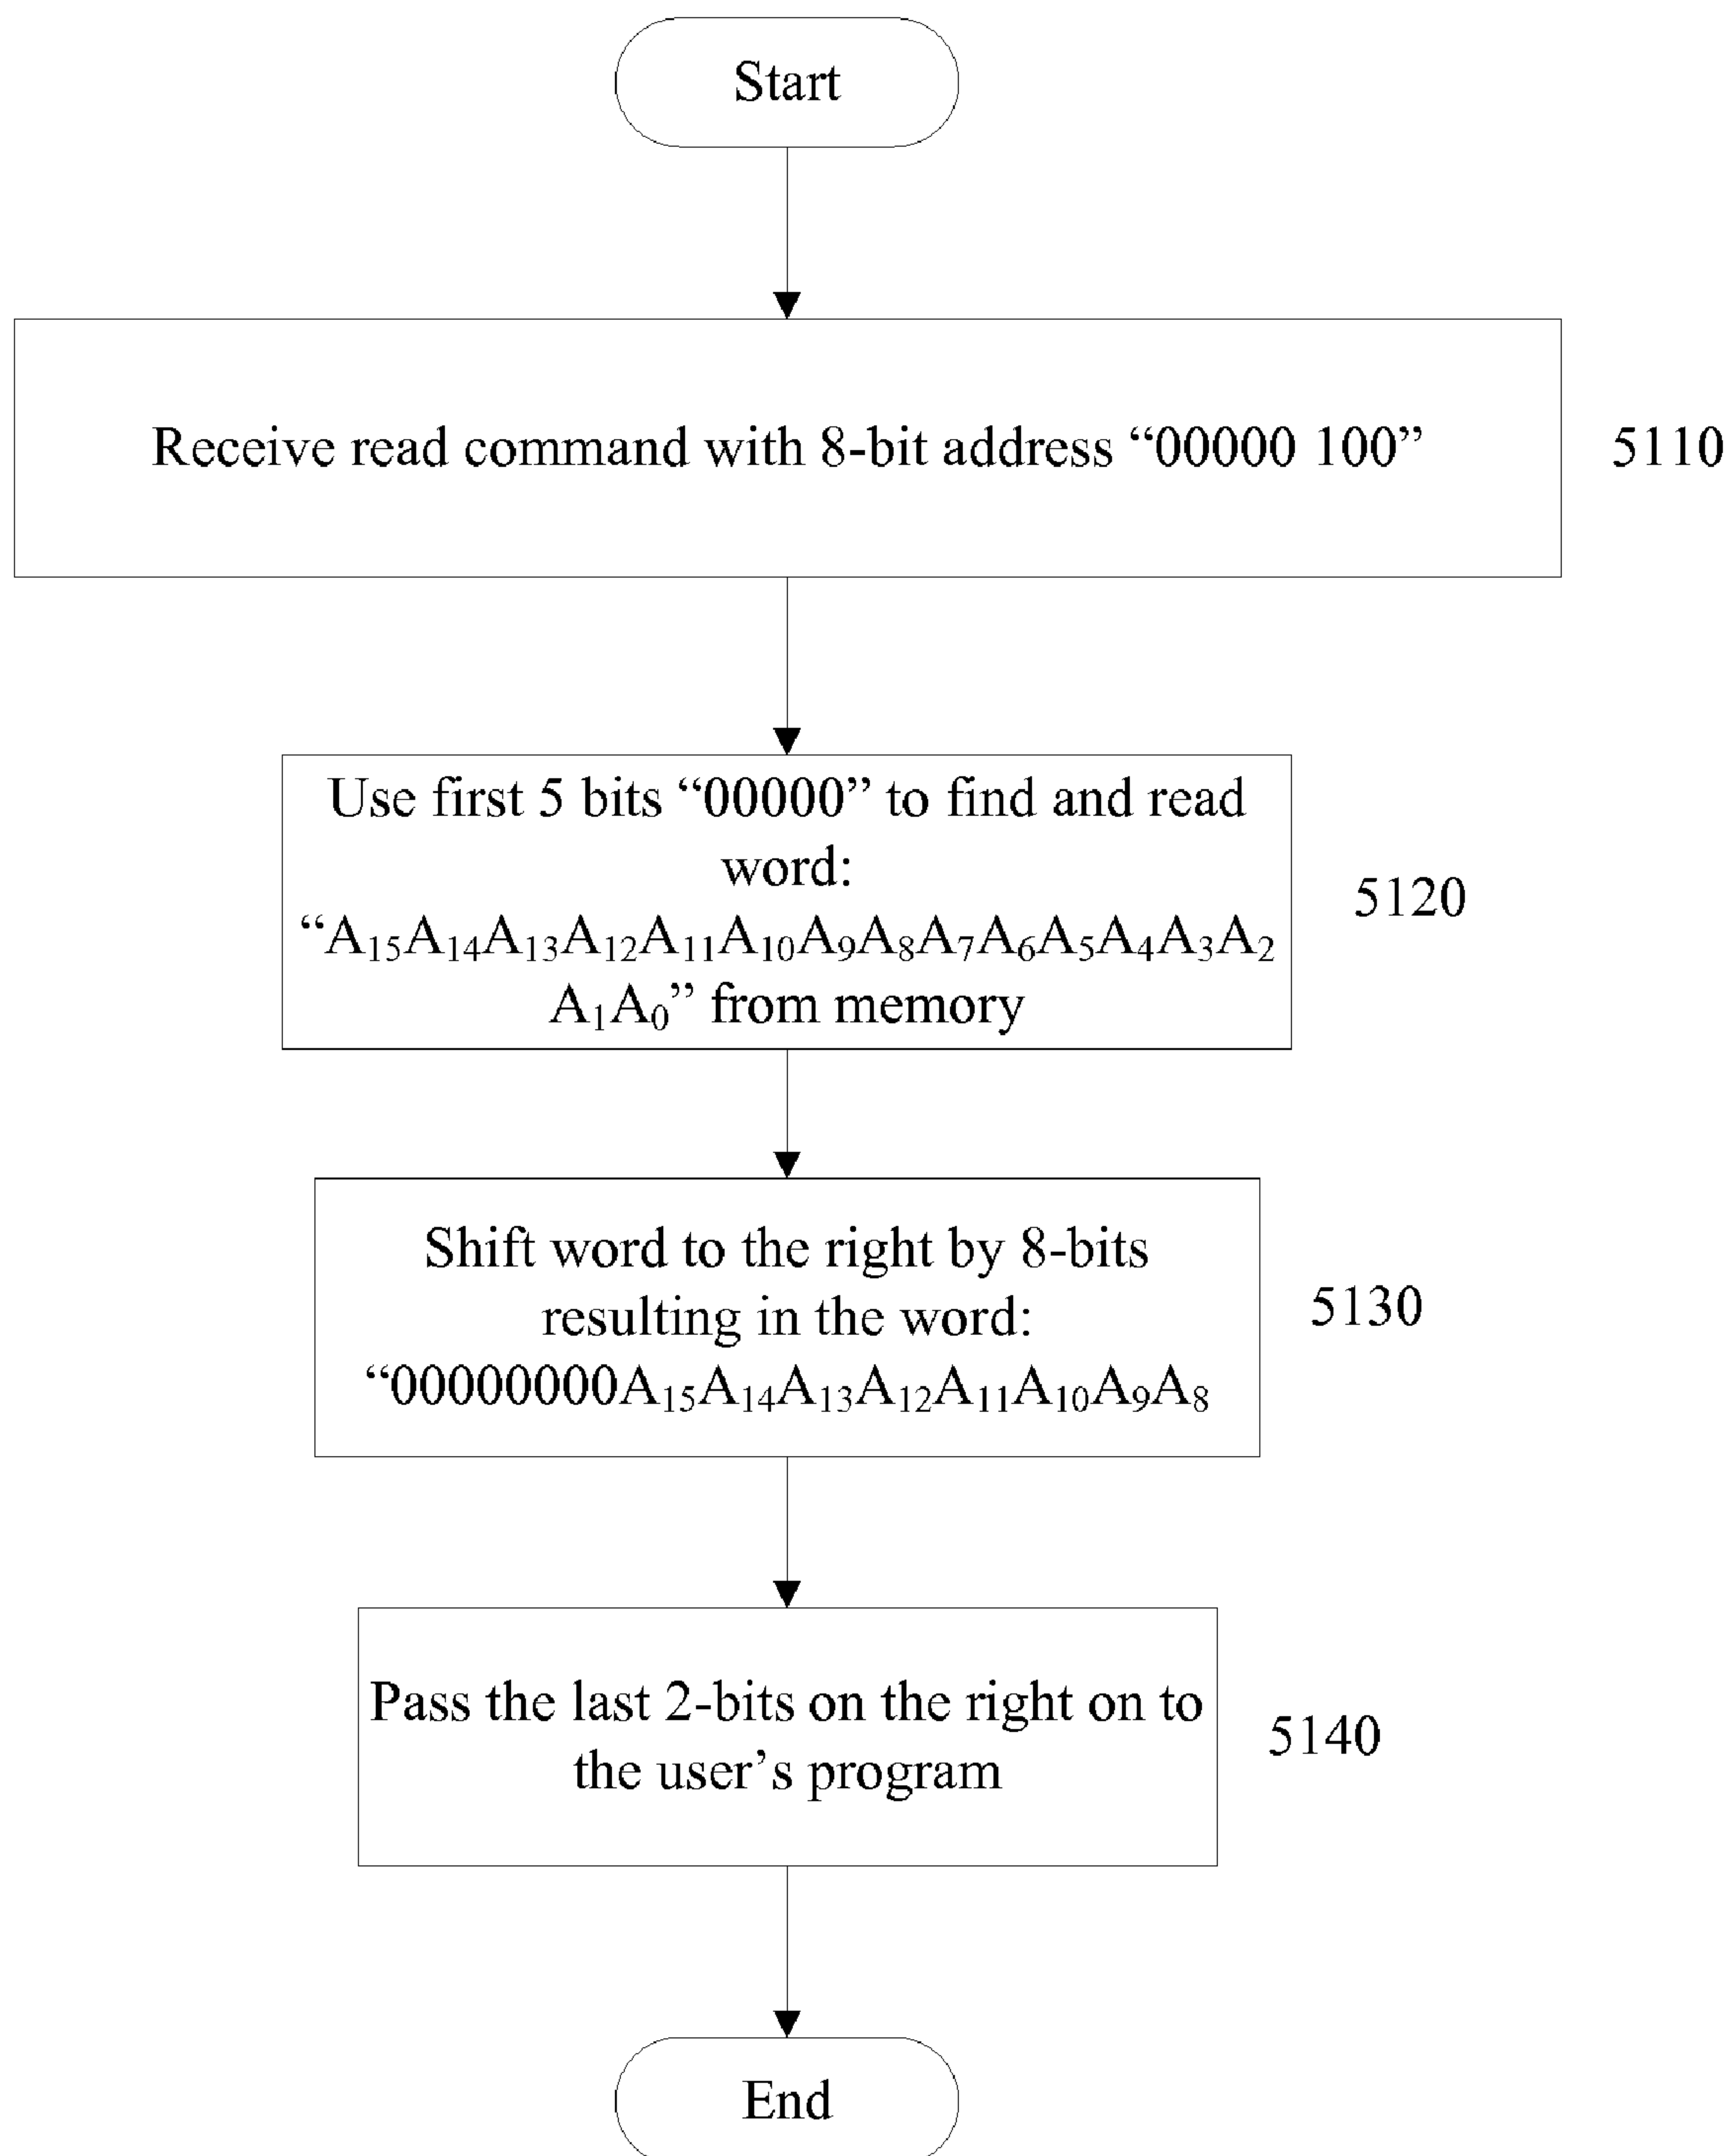 Start
Receive read command with 8-bit address “00000 100”
5110
Use first 5 bits “00000” to find and read
word:
“A₁₅A₁₄A₁₃A₁₂A₁₁A₁₀A₉A₈A₇A₆A₅A₄A₃A₂
A₁A₀” from memory
5120
Shift word to the right by 8-bits
resulting in the word:
“00000000A₁₅A₁₄A₁₃A₁₂A₁₁A₁₀A₉A₈
5130
Pass the last 2-bits on the right on to
the user’s program
5140
End